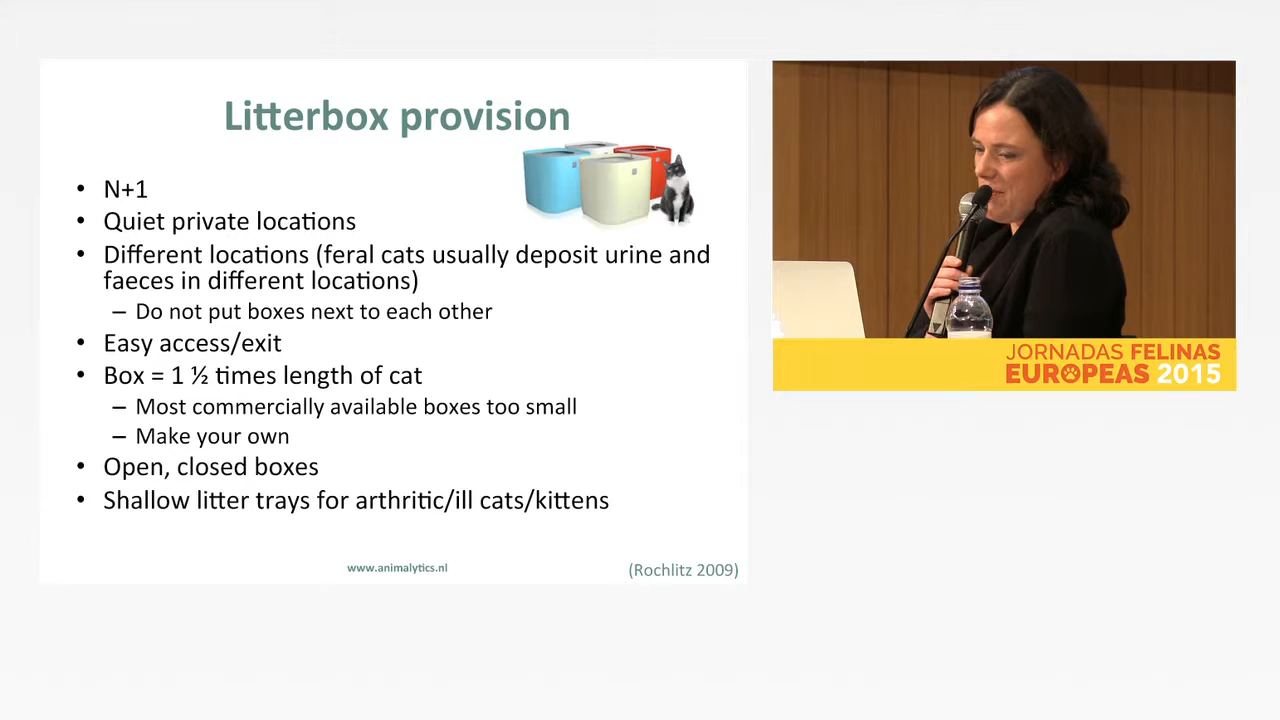 Litterbox provision
• N+1
• Quiet private locations
• Different locations (feral cats usually deposit urine and
faeces in different locations)
– Do not put boxes next to each other
• Easy access/exit
• Box = 1 ½ times length of cat
– Most commercially available boxes too small
– Make your own
• Open, closed boxes
• Shallow litter trays for arthritic/ill cats/kittens
www.animalytics.nl
(Rochlitz 2009)
JORNADAS FELINAS
EUROPEAS 2015